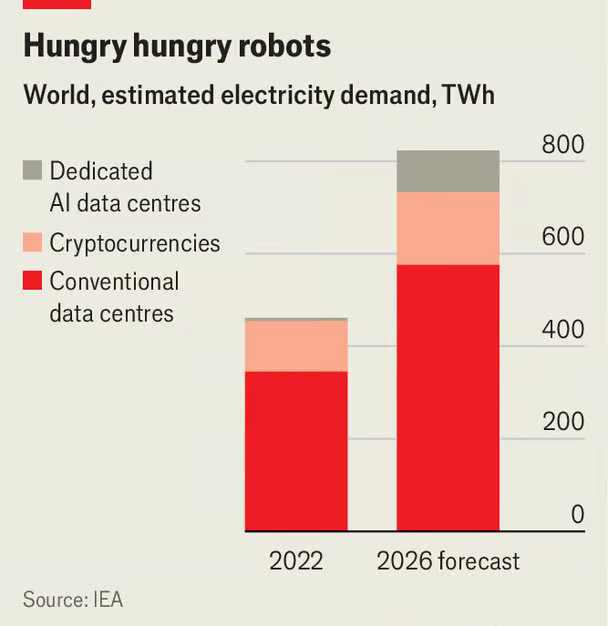 Hungry hungry robots
World, estimated electricity demand, TWh
Dedicated
AI data centres
Cryptocurrencies
Conventional
data centres
800
600
400
200
0
2022
2026 forecast
Source: IEA